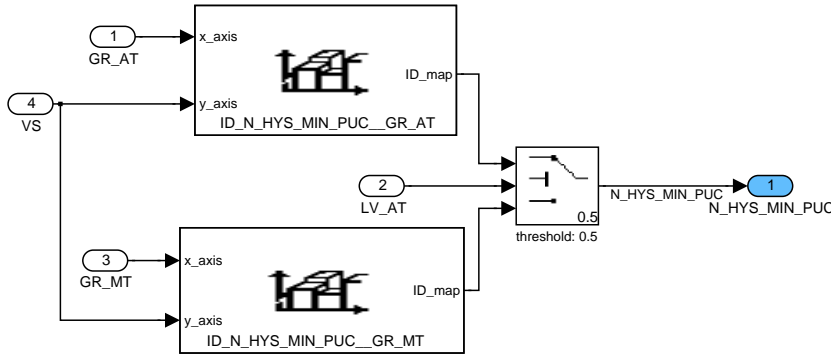 1
GR_AT
x_axis
ID_map
4
VS
y_axis
ID_N_HYS_MIN_PUC__GR_AT
2
LV_AT
0.5
threshold: 0.5
N_HYS_MIN_PUC
1
N_HYS_MIN_PUC
3
GR_MT
x_axis
ID_map
y_axis
ID_N_HYS_MIN_PUC__GR_MT